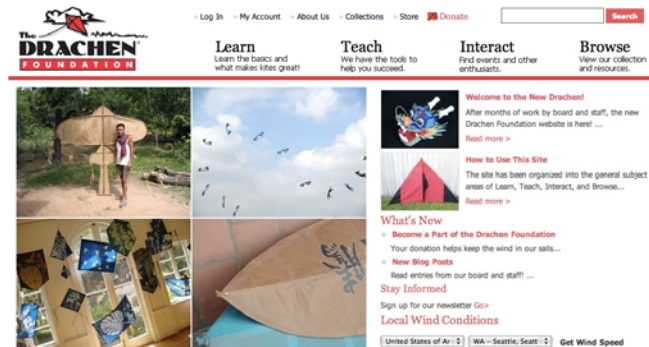 Log In
My Account
About Us
Collections
Store
Donate
Search
The
DRACHEN
FOUNDATION
Learn
Learn the basics and
what makes kites great!
Teach
We have the tools to
help you succeed.
Interact
Find events and other
enthusiasts.
Browse
View our collection
and resources.
Welcome to the New Drachen!
After months of work by board and staff, the new
Drachen Foundation website is here! ...
Read more >
How to Use This Site
The site has been organized into the general subject
areas of Learn, Teach, Interact, and Browse...
Read more >
What's New
Become a Part of the Drachen Foundation
Your donation helps keep the wind in our sails...
New Blog Posts
Read entries from our board and staff! ...
Stay Informed
Sign up for our newsletter Go>
Local Wind Conditions
United States of Ar
WA - Seattle, Seatt
Get Wind Speed